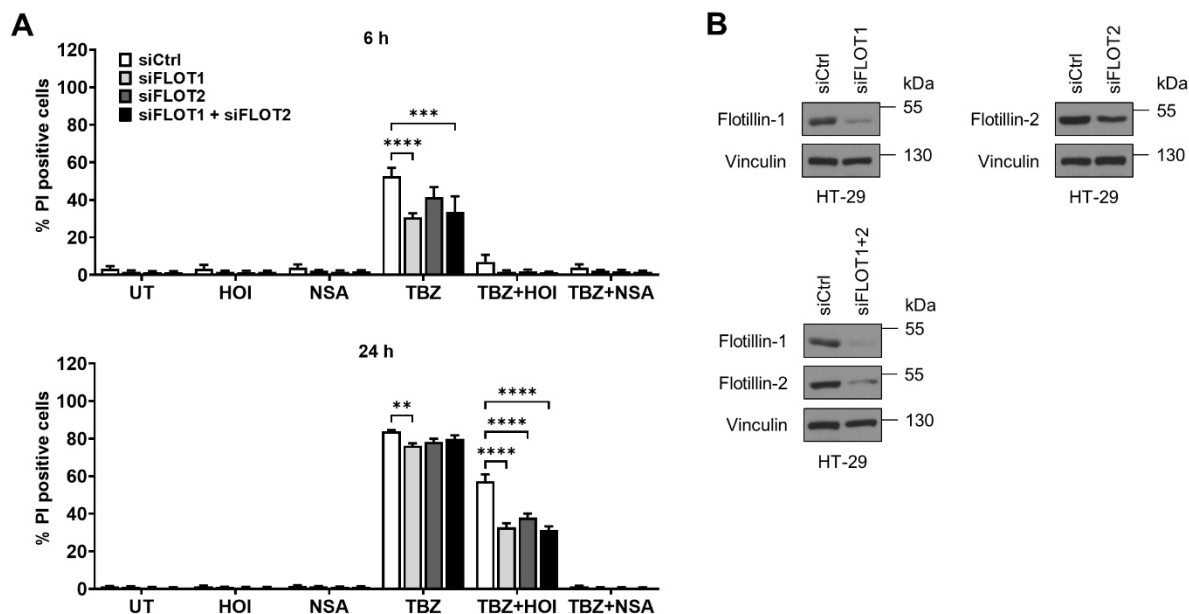 A
6 h
120
100
80
60
40
20
0
% PI positive cells
siCtrl
siFLOT1
siFLOT2
siFLOT1 + siFLOT2
***
****
UT HOI NSA TBZ TBZ+HOI TBZ+NSA
24 h
120
100
80
60
40
20
0
% PI positive cells
**
****
****
****
UT HOI NSA TBZ TBZ+HOI TBZ+NSA
B
siCtrl siFLOT1 kDa
Flotillin-1 55
Vinculin 130
HT-29
siCtrl siFLOT2 kDa
Flotillin-2 55
Vinculin 130
HT-29
siCtrl siFLOT1+2 kDa
Flotillin-1 55
Flotillin-2 55
Vinculin 130
HT-29